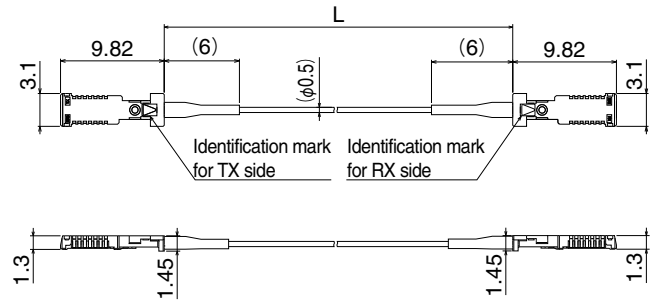 L
9.82
(6)
(6)
9.82
3.1
(φ0.5)
3.1
Identification mark
for TX side
Identification mark
for RX side
1.3
1.45
1.45
1.3